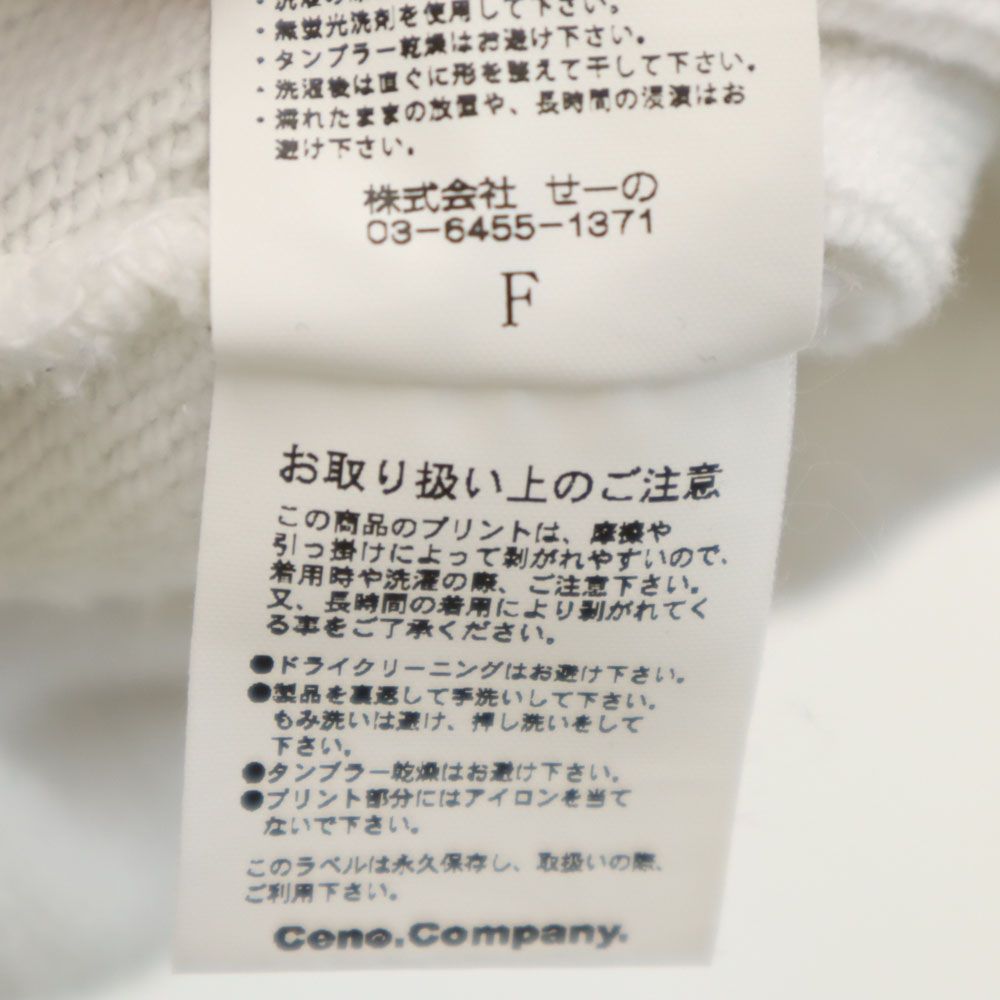 ・無蛍光洗剤を使用して下さい。
・タンブラー乾燥はお避け下さい。
・洗濯後は直ぐに形を整えて干して下さい。
・濡れたままの放置や、長時間の浸漬はお
避け下さい。
株式会社 せーの
03-6455-1371
F
お取り扱い上のご注意
この商品のプリントは、摩擦や
引っ掛けによって剥がれやすいので、
着用時や洗濯の際、ご注意下さい。
又、長時間の着用により剥がれてく
る事をご了承ください。
●ドライクリーニングはお避け下さい。
●製品を裏返して手洗いして下さい。
もみ洗いは避け、押し洗いをして
下さい。
●タンブラー乾燥はお避け下さい。
●プリント部分にはアイロンを当て
ないで下さい。
このラベルは永久保存し、取扱いの際、
ご利用下さい。
Ceno.Company.